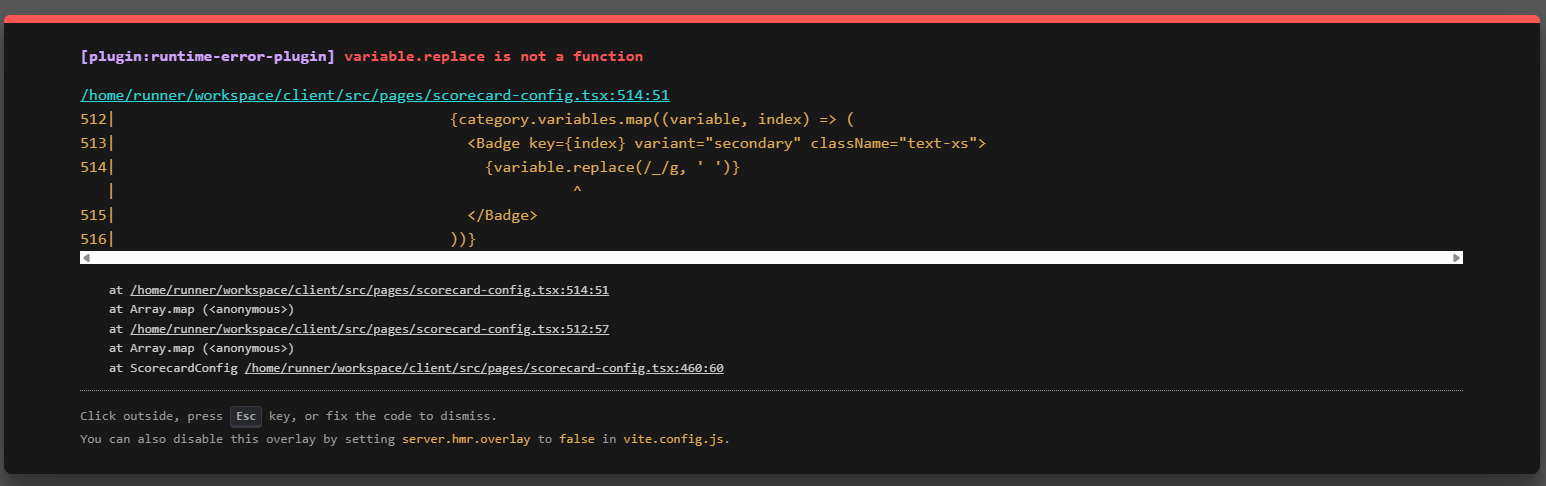 [plugin:runtime-error-plugin] variable.replace is not a function
/home/runner/workspace/client/src/pages/scorecard-config.tsx:514:51
512|                                      {category.variables.map((variable, index) => (
513|                                        <Badge key={index} variant="secondary" className="text-xs">
514|                                          {variable.replace(/_/g, ' ')}
   |                                                    ^
515|                                        </Badge>
516|                                      ))}
at /home/runner/workspace/client/src/pages/scorecard-config.tsx:514:51
at Array.map (<anonymous>)
at /home/runner/workspace/client/src/pages/scorecard-config.tsx:512:57
at Array.map (<anonymous>)
at ScorecardConfig /home/runner/workspace/client/src/pages/scorecard-config.tsx:460:60
Click outside, press Esc key, or fix the code to dismiss.
You can also disable this overlay by setting server.hmr.overlay to false in vite.config.js.